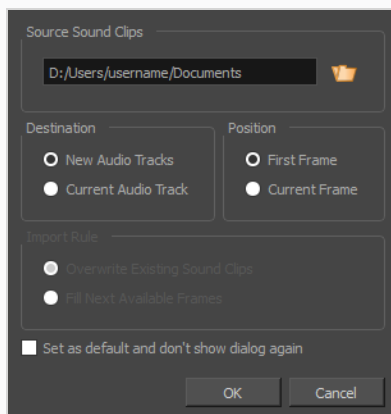 Source Sound Clips
D:/Users/username/Documents
Destination
New Audio Tracks
Current Audio Track
Position
First Frame
Current Frame
Import Rule
Overwrite Existing Sound Clips
Fill Next Available Frames
Set as default and don't show dialog again
OK
Cancel